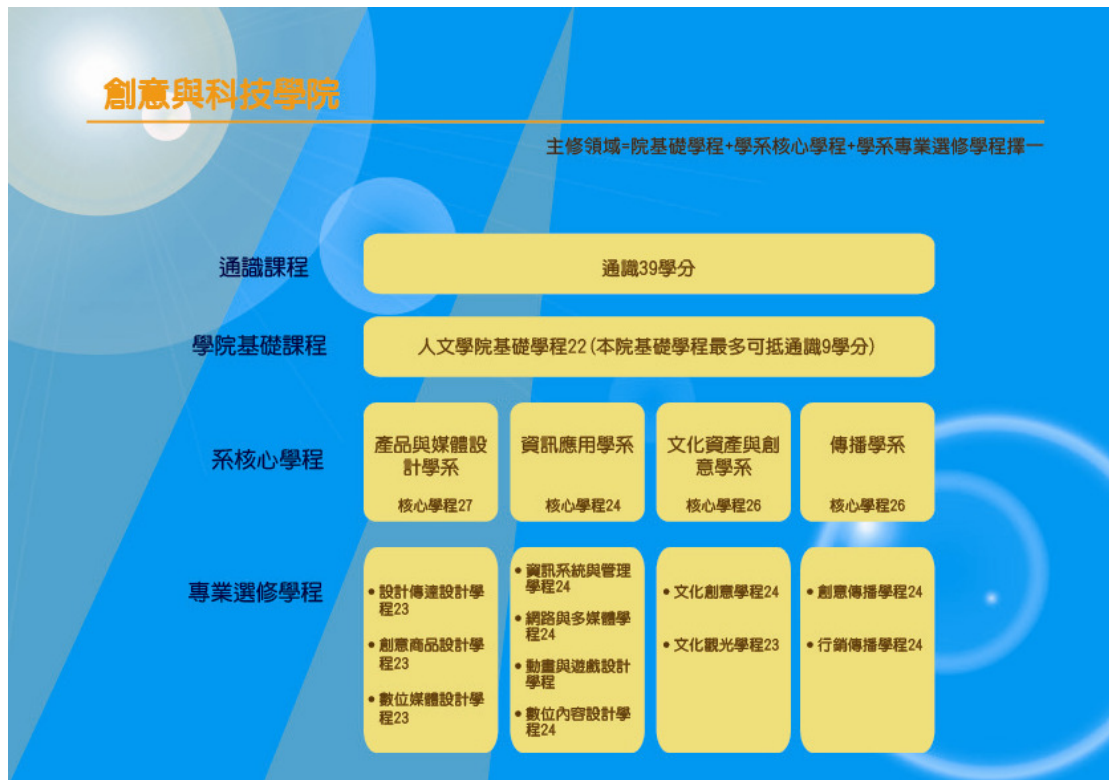 創意與科技學院
主修領域=院基礎學程+學系核心學程+學系專業選修學程擇一
通識課程
通識39學分
學院基礎課程
人文學院基礎學程22(本院基礎學程最多可抵通識9學分)
系核心學程
產品與媒體設
計學系
核心學程27
資訊應用學系
核心學程24
文化資產與創
意學系
核心學程26
傳播學系
核心學程26
專業選修學程
•設計傳達設計學
程23
•創意商品設計學
程23
•數位媒體設計學
程23
•資訊系統與管理
學程24
•網路與多媒體學
程24
•動畫與遊戲設計
學程
•數位內容設計學
程24
•文化創意學程24
•文化觀光學程23
•創意傳播學程24
•行銷傳播學程24